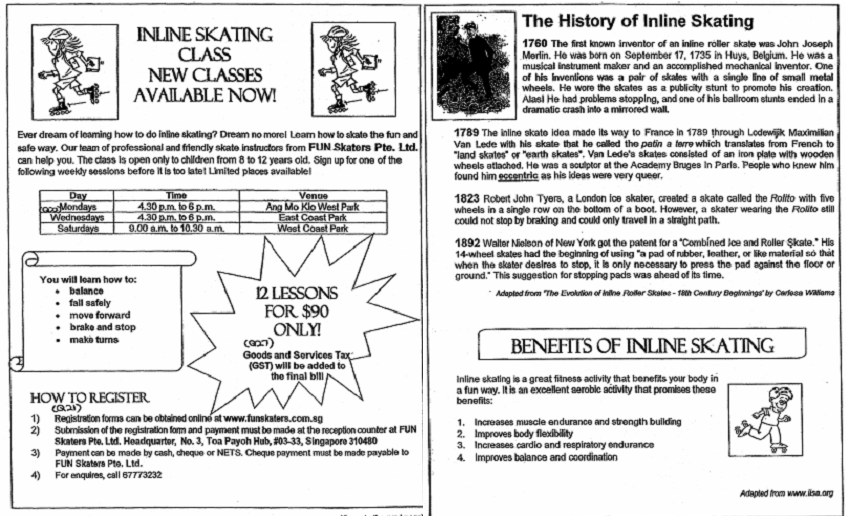 INLINE SKATING
CLASS
NEW CLASSES
AVAILABLE NOW!
Ever dream of learning how to do inline skating? Dream no more! Learn how to skate the fun and
safe way. Our team of professional and friendly skate instructors from FUN Skaters Pte. Ltd.
can help you. The class is open only to children from 8 to 12 years old. Sign up for one of the
following weekly sessions before it is too late! Limited places available!
Day Time Venue
Mondays 4.30 p.m. to 6 p.m. Ang Mo Kio West Park
Wednesdays 4.30 p.m. to 6 p.m. East Coast Park
Saturdays 9.00 a.m. to 10.30 a.m. West Coast Park
You will learn how to:
• balance
• fall safely
• move forward
• brake and stop
• make turns
12 LESSONS
FOR $90
ONLY!
(Q27)
Goods and Services Tax
(GST) will be added to
the final bill
HOW TO REGISTER
1) Registration forms can be obtained online at www.funskaters.com.sg
2) Submission of the registration form and payment must be made at the reception counter at FUN
Skaters Pte. Ltd. Headquarter, No. 3, Toa Payoh Hub, #03-33, Singapore 310480
3) Payment can be made by cash, cheque or NETS. Cheque payment must be made payable to
FUN Skaters Pte. Ltd.
4) For enquires, call 67773232
The History of Inline Skating
1760 The first known inventor of an inline roller skate was John Joseph
Merlin. He was born on September 17, 1735 in Huys, Belgium. He was a
musical instrument maker and an accomplished mechanical inventor. One
of his inventions was a pair of skates with a single line of small metal
wheels. He wore the skates as a publicity stunt to promote his creation.
Alas! He had problems stopping, and one of his ballroom stunts ended in a
dramatic crash into a mirrored wall.
1789 The inline skate idea made its way to France in 1789 through Lodewijk Maximilian
Van Lede with his skate that he called the patin a terre which translates from French to
"land skates" or "earth skates". Van Lede's skates consisted of an iron plate with wooden
wheels attached. He was a sculptor at the Academy Bruges in Paris. People who knew him
found him eccentric as his ideas were very queer.
1823 Robert John Tyers, a London ice skater, created a skate called the Rolito with five
wheels in a single row on the bottom of a boot. However, a skater wearing the Rolito still
could not stop by braking and could only travel in a straight path.
1892 Walter Nielson of New York got the patent for a "Combined Ice and Roller Skate." His
14-wheel skates had the beginning of using "a pad of rubber, leather, or like material so that
when the skater desires to stop, it is only necessary to press the pad against the floor or
ground." This suggestion for stopping pads was ahead of its time.
Adapted from 'The Evolution of Inline Roller Skates - 18th Century Beginnings' by Carlesa Williams
BENEFITS OF INLINE SKATING
Inline skating is a great fitness activity that benefits your body in
a fun way. It is an excellent aerobic activity that promises these
benefits:
1. Increases muscle endurance and strength building
2. Improves body flexibility
3. Increases cardio and respiratory endurance
4. Improves balance and coordination
Adapted from www.iisa.org